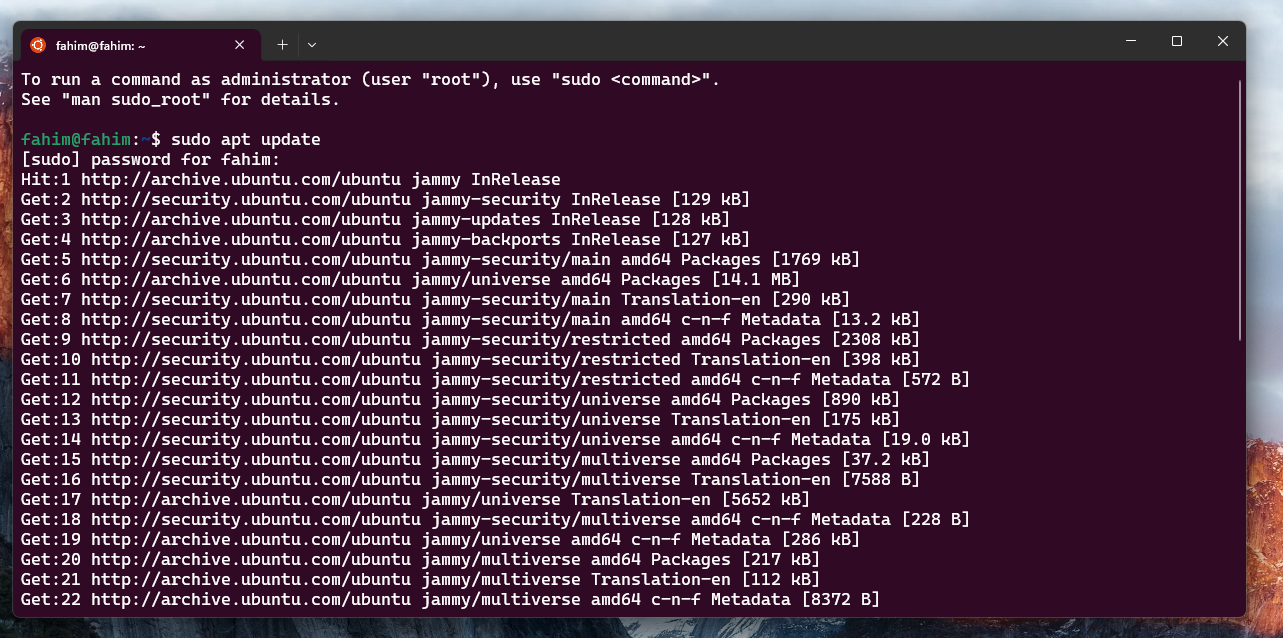 fahim@fahim: ~
To run a command as administrator (user "root"), use "sudo <command>".
See "man sudo_root" for details.
fahim@fahim:~$ sudo apt update
[sudo] password for fahim:
Hit:1 http://archive.ubuntu.com/ubuntu jammy InRelease
Get:2 http://security.ubuntu.com/ubuntu jammy-security InRelease [129 kB]
Get:3 http://archive.ubuntu.com/ubuntu jammy-updates InRelease [128 kB]
Get:4 http://archive.ubuntu.com/ubuntu jammy-backports InRelease [127 kB]
Get:5 http://security.ubuntu.com/ubuntu jammy-security/main amd64 Packages [1769 kB]
Get:6 http://archive.ubuntu.com/ubuntu jammy/universe amd64 Packages [14.1 MB]
Get:7 http://security.ubuntu.com/ubuntu jammy-security/main Translation-en [290 kB]
Get:8 http://security.ubuntu.com/ubuntu jammy-security/main amd64 c-n-f Metadata [13.2 kB]
Get:9 http://security.ubuntu.com/ubuntu jammy-security/restricted amd64 Packages [2308 kB]
Get:10 http://security.ubuntu.com/ubuntu jammy-security/restricted Translation-en [398 kB]
Get:11 http://security.ubuntu.com/ubuntu jammy-security/restricted amd64 c-n-f Metadata [572 B]
Get:12 http://security.ubuntu.com/ubuntu jammy-security/universe amd64 Packages [890 kB]
Get:13 http://security.ubuntu.com/ubuntu jammy-security/universe Translation-en [175 kB]
Get:14 http://security.ubuntu.com/ubuntu jammy-security/universe amd64 c-n-f Metadata [19.0 kB]
Get:15 http://security.ubuntu.com/ubuntu jammy-security/multiverse amd64 Packages [37.2 kB]
Get:16 http://security.ubuntu.com/ubuntu jammy-security/multiverse Translation-en [7588 B]
Get:17 http://archive.ubuntu.com/ubuntu jammy/universe Translation-en [5652 kB]
Get:18 http://security.ubuntu.com/ubuntu jammy-security/multiverse amd64 c-n-f Metadata [228 B]
Get:19 http://archive.ubuntu.com/ubuntu jammy/universe amd64 c-n-f Metadata [286 kB]
Get:20 http://archive.ubuntu.com/ubuntu jammy/multiverse amd64 Packages [217 kB]
Get:21 http://archive.ubuntu.com/ubuntu jammy/multiverse Translation-en [112 kB]
Get:22 http://archive.ubuntu.com/ubuntu jammy/multiverse amd64 c-n-f Metadata [8372 B]